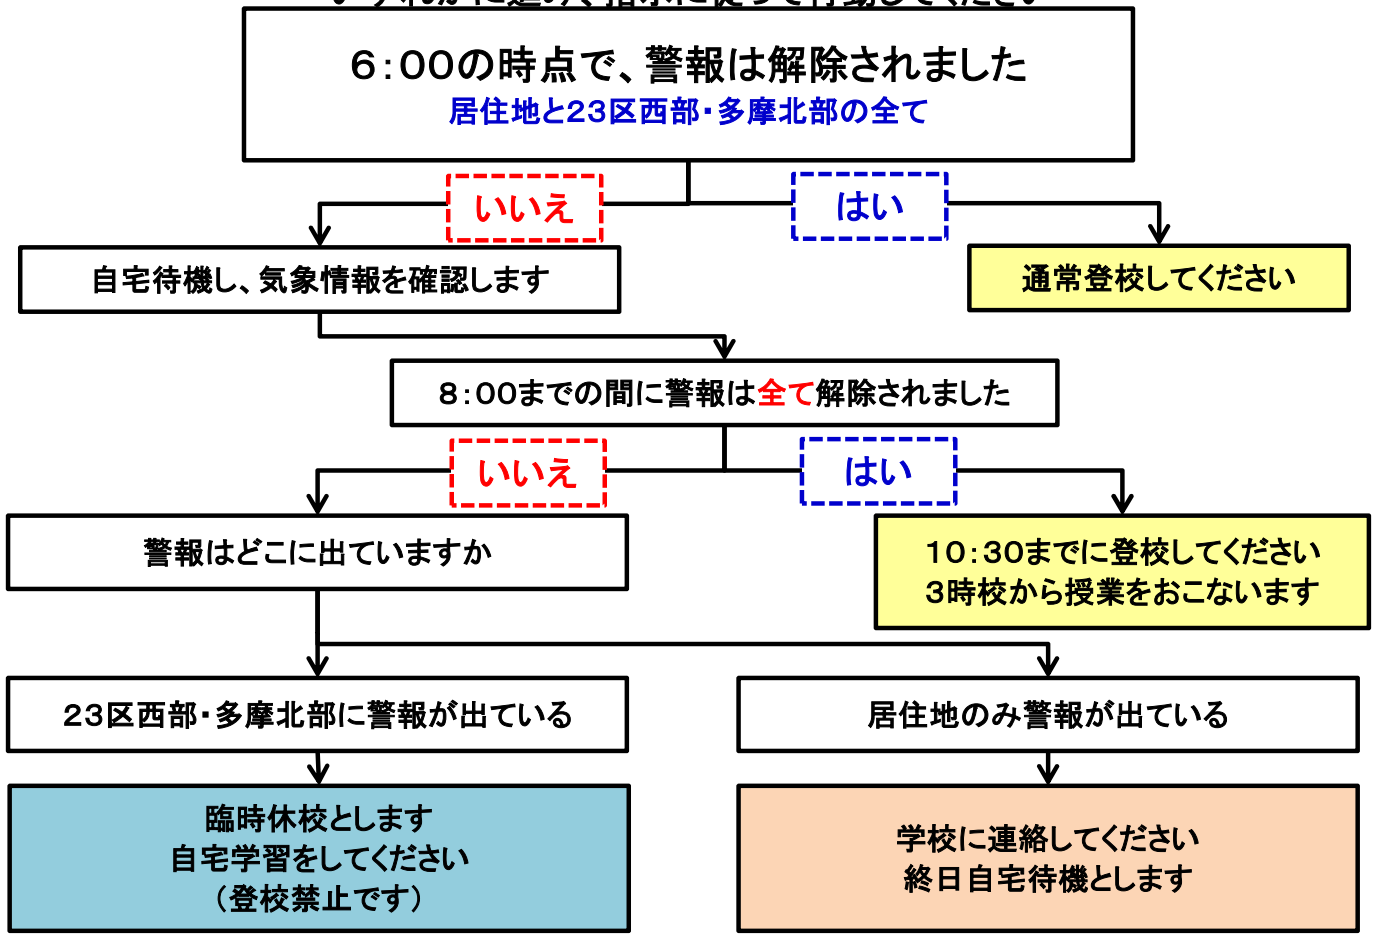 6:00の時点で、警報は解除されました
居住地と23区西部・多摩北部の全て
いいえ
はい
自宅待機し、気象情報を確認します
通常登校してください
8:00までの間に警報は全て解除されました
いいえ
はい
警報はどこに出ていますか
10:30までに登校してください
3時校から授業をおこないます
23区西部・多摩北部に警報が出ている
居住地のみ警報が出ている
臨時休校とします
自宅学習をしてください
(登校禁止です)
学校に連絡してください
終日自宅待機とします